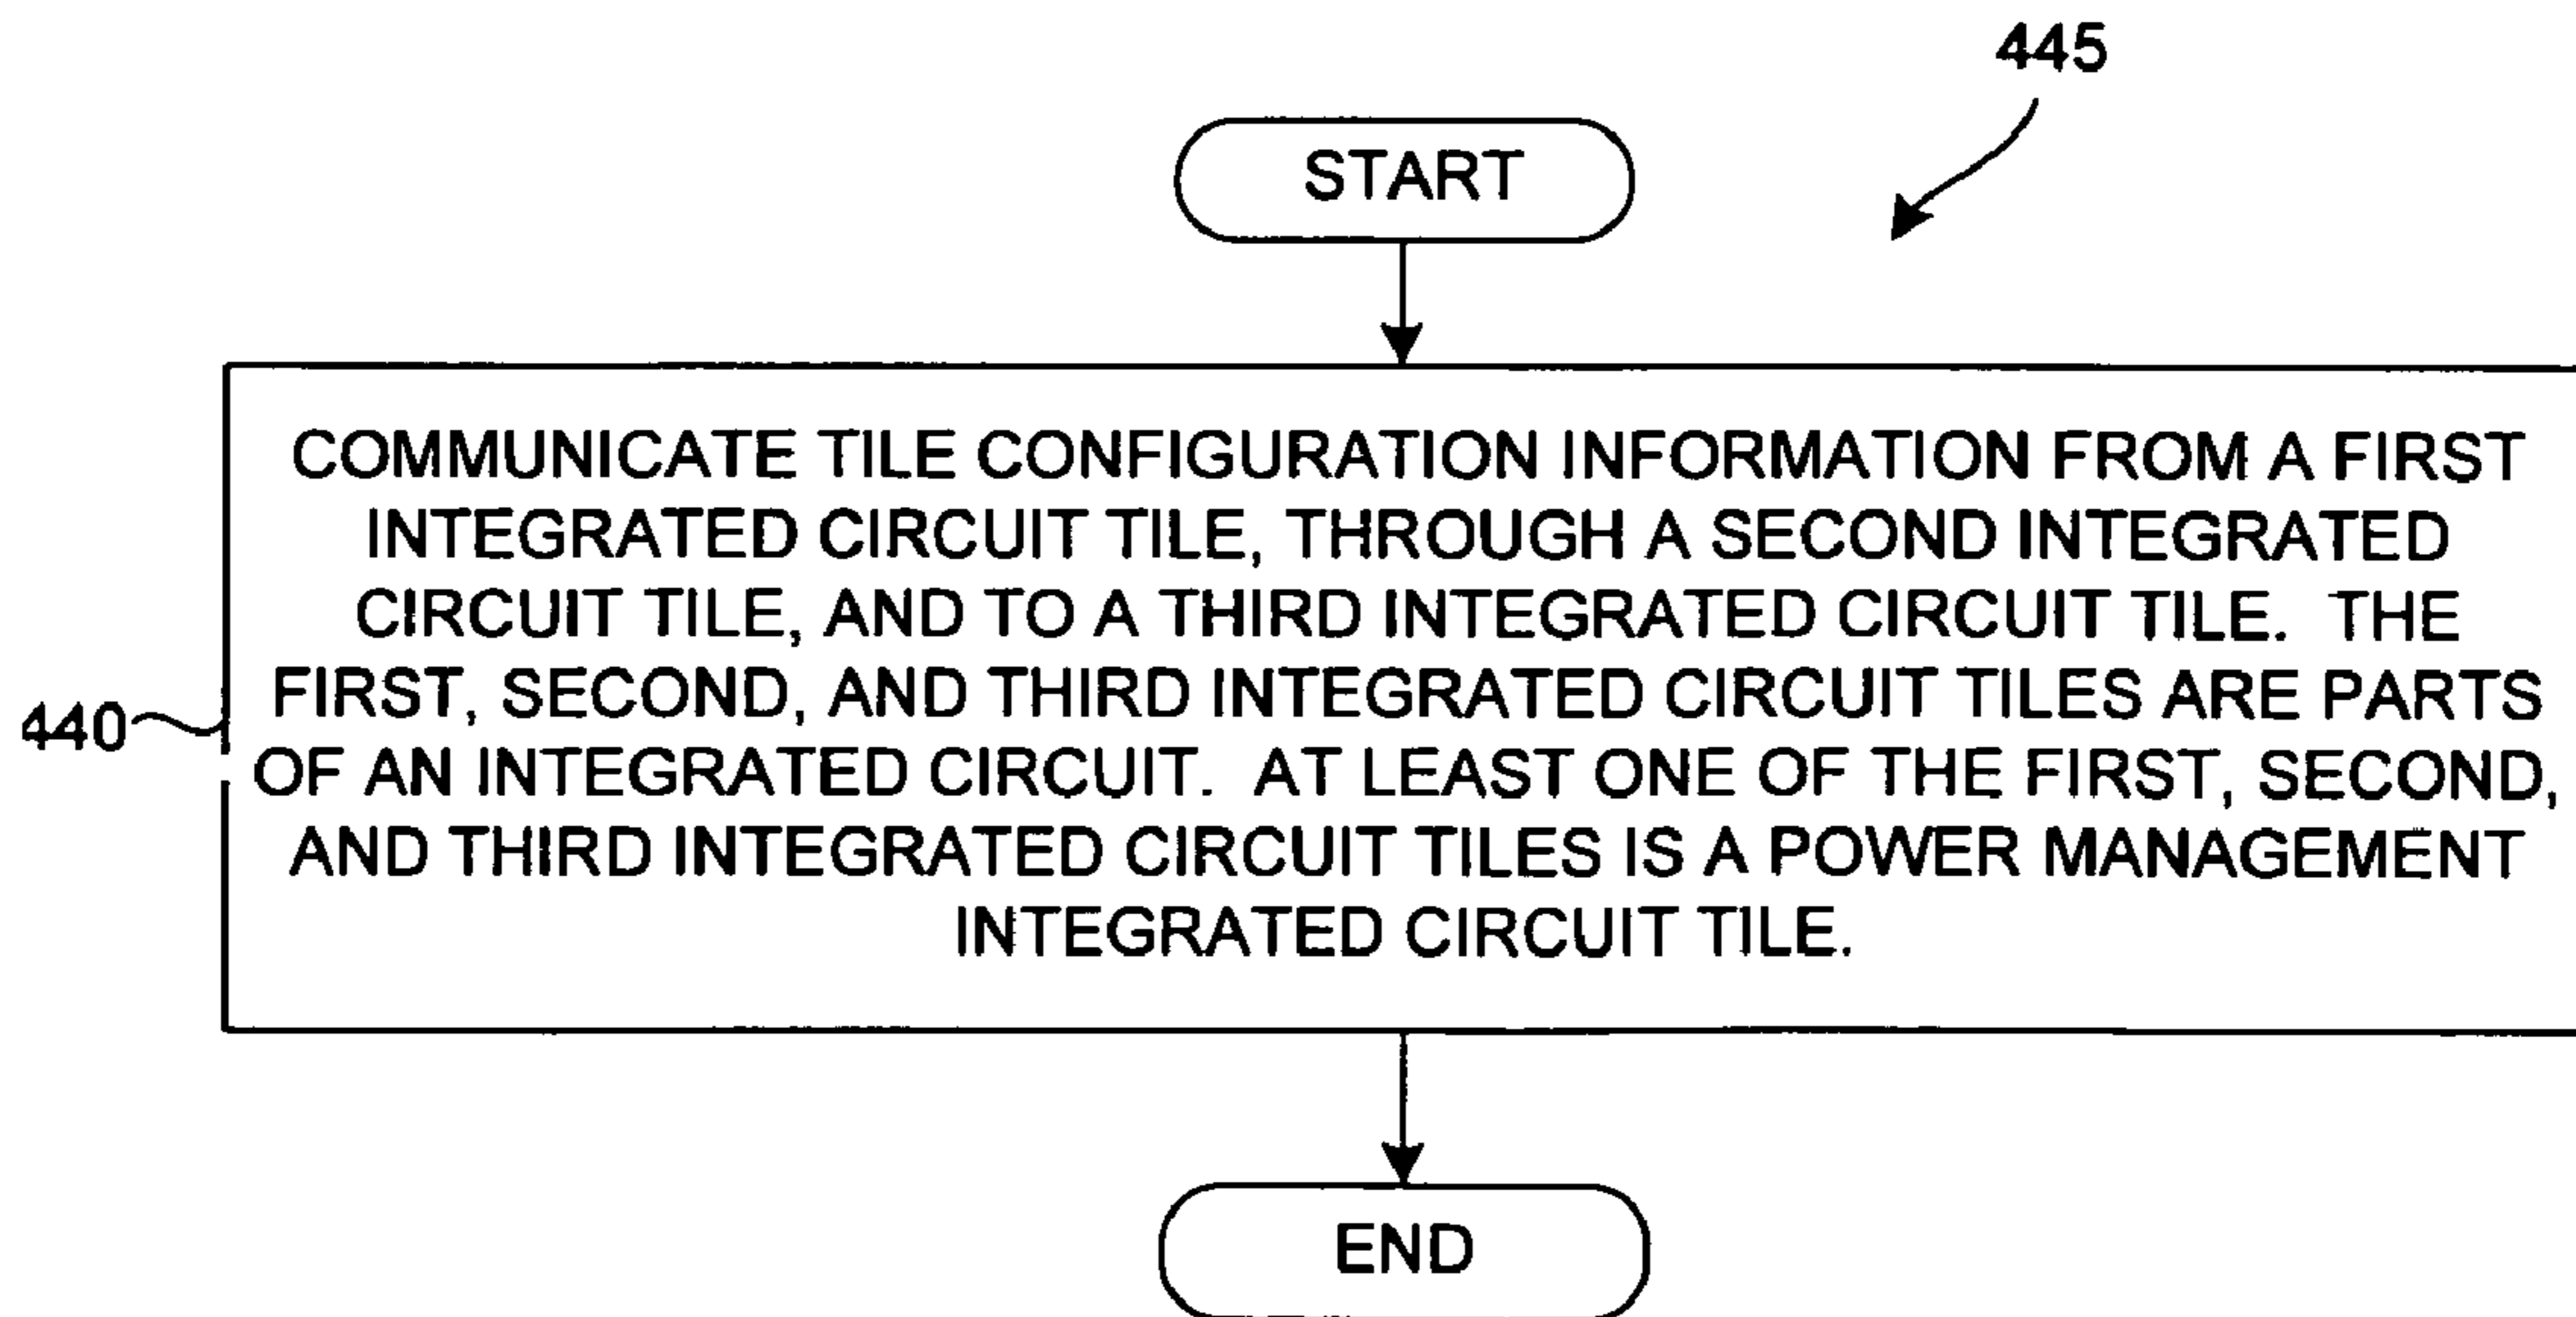 445
START
COMMUNICATE TILE CONFIGURATION INFORMATION FROM A FIRST
INTEGRATED CIRCUIT TILE, THROUGH A SECOND INTEGRATED
CIRCUIT TILE, AND TO A THIRD INTEGRATED CIRCUIT TILE. THE
FIRST, SECOND, AND THIRD INTEGRATED CIRCUIT TILES ARE PARTS
440
OF AN INTEGRATED CIRCUIT. AT LEAST ONE OF THE FIRST, SECOND,
AND THIRD INTEGRATED CIRCUIT TILES IS A POWER MANAGEMENT
INTEGRATED CIRCUIT TILE.
END